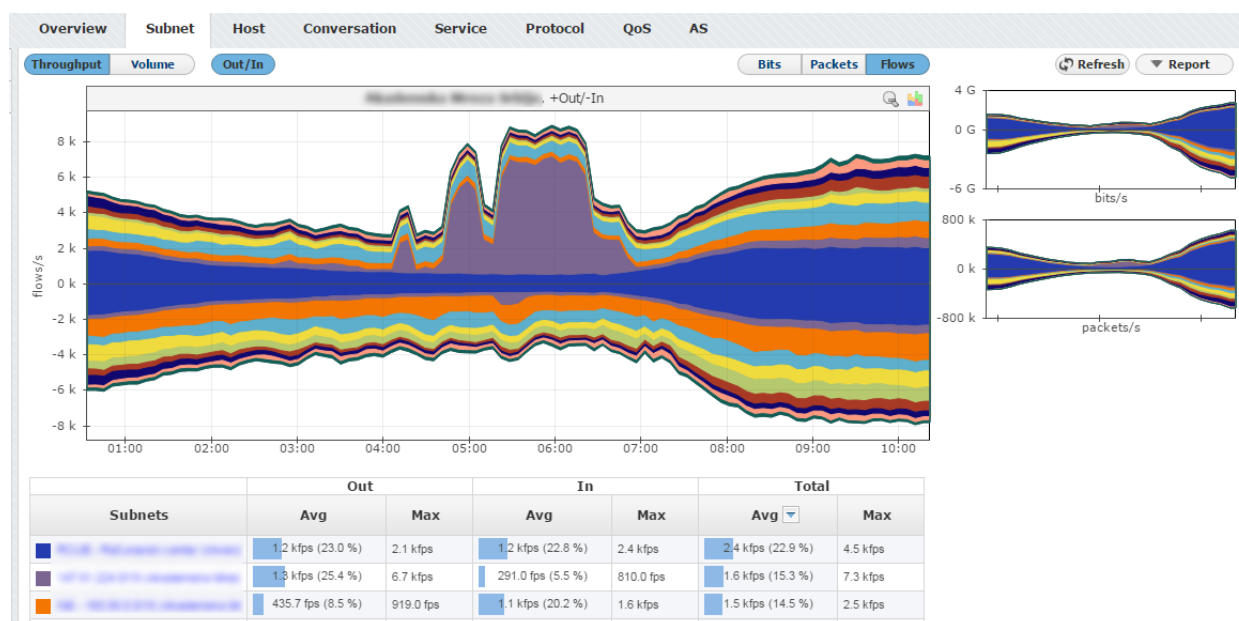 Overview Subnet Host Conversation Service Protocol QoS AS
Throughput Volume Out/In Bits Packets Flows Refresh Report
, +Out/-In
flows/s
8 k
6 k
4 k
2 k
0 k
-2 k
-4 k
-6 k
-8 k
01:00 02:00 03:00 04:00 05:00 06:00 07:00 08:00 09:00 10:00
4 G
0 G
-6 G
bits/s
800 k
0 k
-800 k
packets/s
Out In Total
Subnets Avg Max Avg Max Avg Max
1.2 kfps (23.0 %) 2.1 kfps 1.2 kfps (22.8 %) 2.4 kfps 2.4 kfps (22.9 %) 4.5 kfps
1.3 kfps (25.4 %) 6.7 kfps 291.0 fps (5.5 %) 810.0 fps 1.6 kfps (15.3 %) 7.3 kfps
435.7 fps (8.5 %) 919.0 fps 1.1 kfps (20.2 %) 1.6 kfps 1.5 kfps (14.5 %) 2.5 kfps